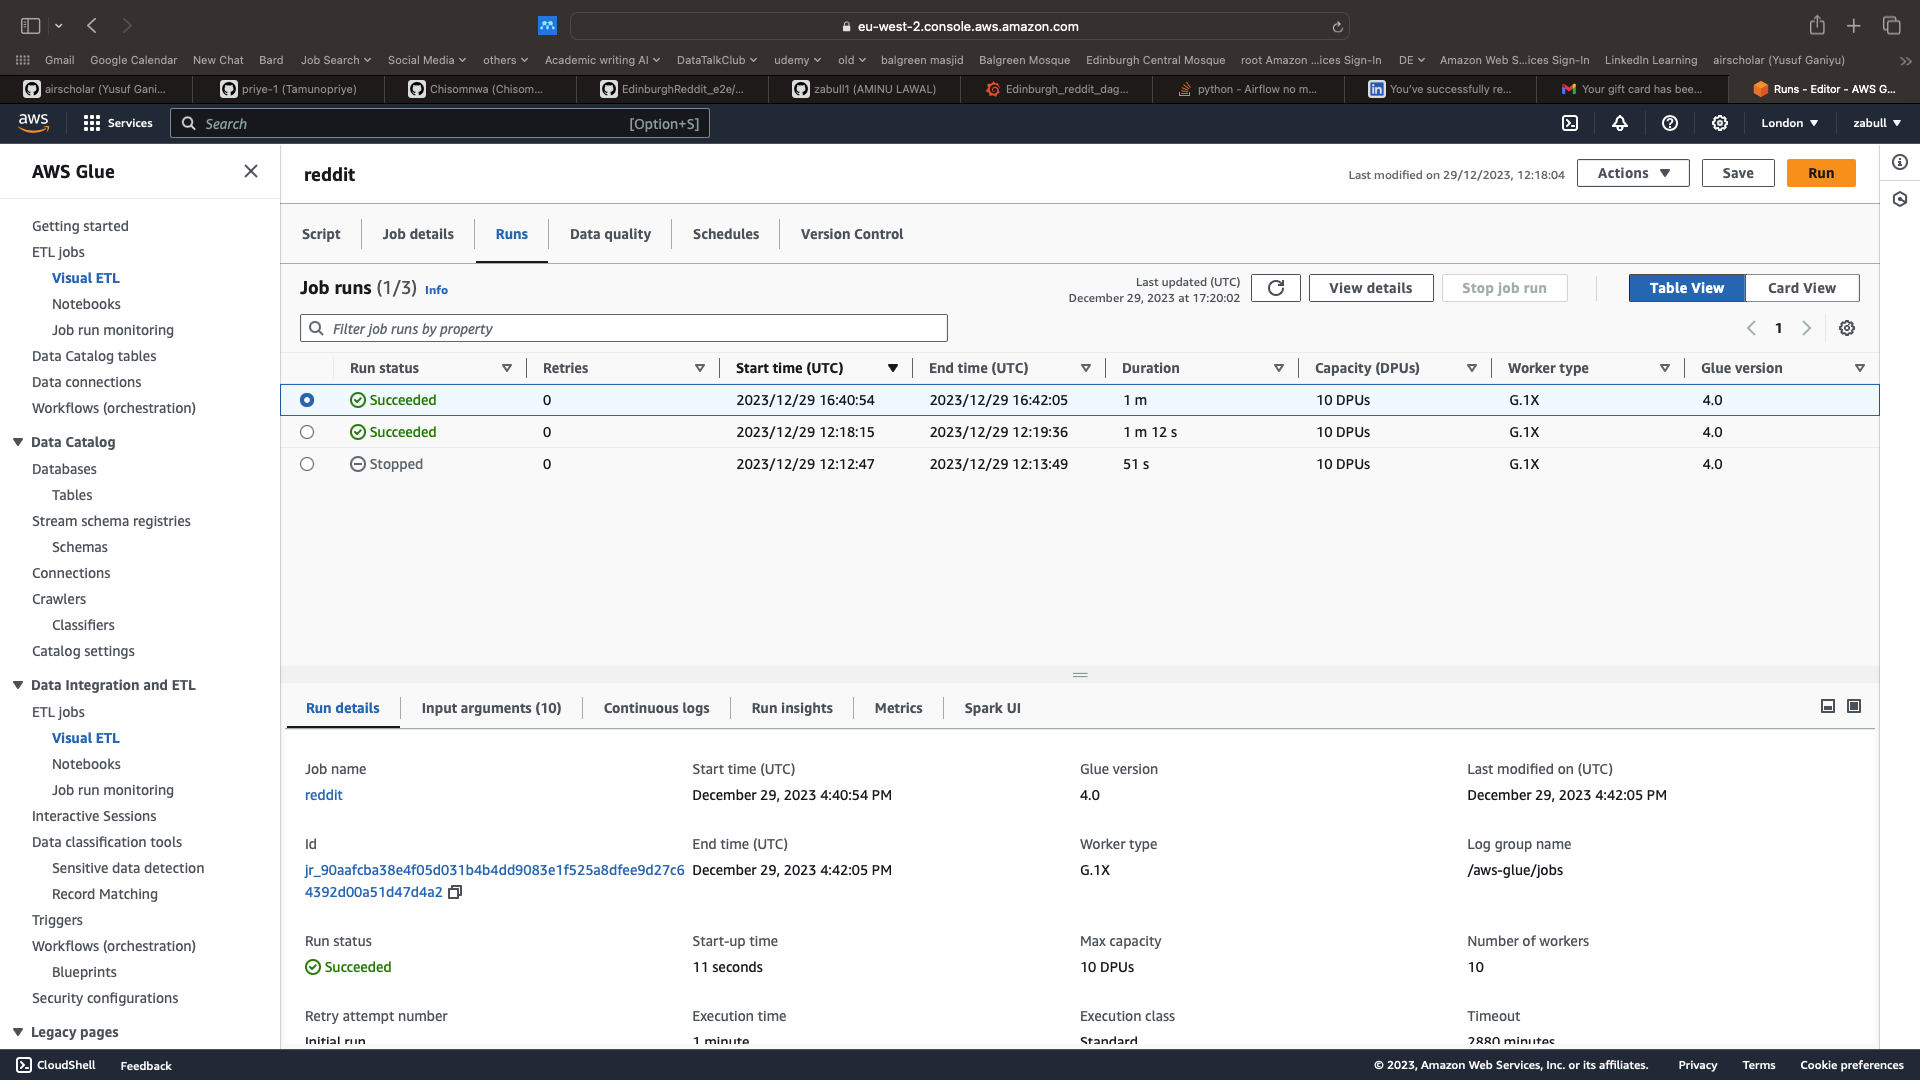 eu-west-2.console.aws.amazon.com
Gmail Google Calendar New Chat Bard Job Search Social Media others Academic writing AI DataTalkClub udemy old balgreen masjid Balgreen Mosque Edinburgh Central Mosque root Amazon ...ices Sign-In DE Amazon Web S...ices Sign-In LinkedIn Learning airscholar (Yusuf Ganiyu)
airscholar (Yusuf Gani... priye-1 (Tamunopriye) Chisomnwa (Chisom... EdinburghReddit_e2e/... zabull1 (AMINU LAWAL) Edinburgh_reddit_dag... python - Airflow no m... You've successfully re... Your gift card has bee... Runs - Editor - AWS G...
aws Services Search [Option+S] London zabull
AWS Glue
Getting started
ETL jobs
Visual ETL
Notebooks
Job run monitoring
Data Catalog tables
Data connections
Workflows (orchestration)
Data Catalog
Databases
Tables
Stream schema registries
Schemas
Connections
Crawlers
Classifiers
Catalog settings
Data Integration and ETL
ETL jobs
Visual ETL
Notebooks
Job run monitoring
Interactive Sessions
Data classification tools
Sensitive data detection
Record Matching
Triggers
Workflows (orchestration)
Blueprints
Security configurations
Legacy pages
reddit
Last modified on 29/12/2023, 12:18:04 Actions Save Run
Script Job details Runs Data quality Schedules Version Control
Job runs (1/3) Info
Last updated (UTC)
December 29, 2023 at 17:20:02
View details Stop job run Table View Card View
Filter job runs by property
1
Run status Retries Start time (UTC) End time (UTC) Duration Capacity (DPUs) Worker type Glue version
Succeeded 0 2023/12/29 16:40:54 2023/12/29 16:42:05 1 m 10 DPUs G.1X 4.0
Succeeded 0 2023/12/29 12:18:15 2023/12/29 12:19:36 1 m 12 s 10 DPUs G.1X 4.0
Stopped 0 2023/12/29 12:12:47 2023/12/29 12:13:49 51 s 10 DPUs G.1X 4.0
Run details Input arguments (10) Continuous logs Run insights Metrics Spark UI
Job name Start time (UTC) Glue version Last modified on (UTC)
reddit December 29, 2023 4:40:54 PM 4.0 December 29, 2023 4:42:05 PM
Id End time (UTC) Worker type Log group name
jr_90aafcba38e4f05d031b4b4dd9083e1f525a8dfee9d27c6 December 29, 2023 4:42:05 PM G.1X /aws-glue/jobs
4392d00a51d47d4a2
Run status Start-up time Max capacity Number of workers
Succeeded 11 seconds 10 DPUs 10
Retry attempt number Execution time Execution class Timeout
Initial run 1 minute Standard 2880 minutes
CloudShell Feedback © 2023, Amazon Web Services, Inc. or its affiliates. Privacy Terms Cookie preferences